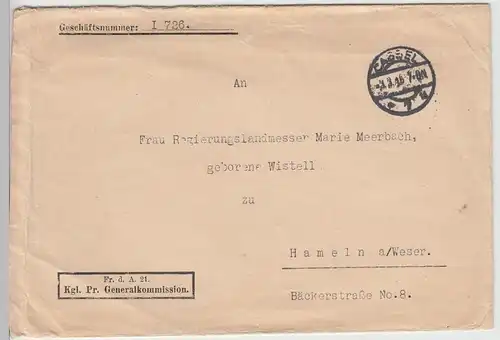 Geschäftsnummer: I 726.
CASSEL
An
Frau Regierungslandmesser Marie Meerbach,
geborene Wistell
zu
Hameln a/Weser.
Bäckerstraße No.8.
Fr. d. A. 21.
Kgl. Pr. Generalkommission.